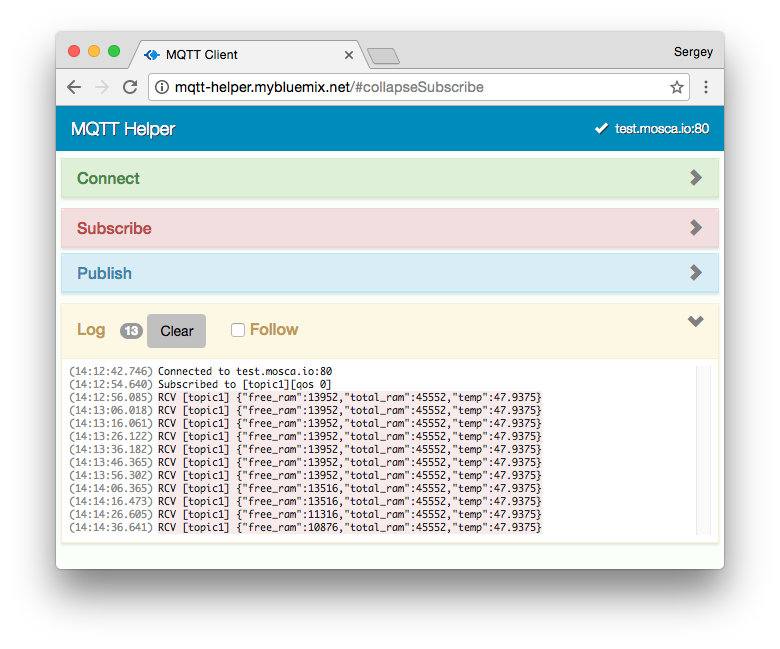 MQTT Client
Sergey
mqtt-helper.mybluemix.net/#collapseSubscribe
MQTT Helper
test.mosca.io:80
Connect
Subscribe
Publish
Log 13 Clear Follow
(14:12:42.746) Connected to test.mosca.io:80
(14:12:54.640) Subscribed to [topic1][qos 0]
(14:12:56.085) RCV [topic1] {"free_ram":13952,"total_ram":45552,"temp":47.9375}
(14:13:06.018) RCV [topic1] {"free_ram":13952,"total_ram":45552,"temp":47.9375}
(14:13:16.061) RCV [topic1] {"free_ram":13952,"total_ram":45552,"temp":47.9375}
(14:13:26.122) RCV [topic1] {"free_ram":13952,"total_ram":45552,"temp":47.9375}
(14:13:36.182) RCV [topic1] {"free_ram":13952,"total_ram":45552,"temp":47.9375}
(14:13:46.365) RCV [topic1] {"free_ram":13952,"total_ram":45552,"temp":47.9375}
(14:13:56.302) RCV [topic1] {"free_ram":13952,"total_ram":45552,"temp":47.9375}
(14:14:06.365) RCV [topic1] {"free_ram":13516,"total_ram":45552,"temp":47.9375}
(14:14:16.473) RCV [topic1] {"free_ram":13516,"total_ram":45552,"temp":47.9375}
(14:14:26.605) RCV [topic1] {"free_ram":11316,"total_ram":45552,"temp":47.9375}
(14:14:36.641) RCV [topic1] {"free_ram":10876,"total_ram":45552,"temp":47.9375}